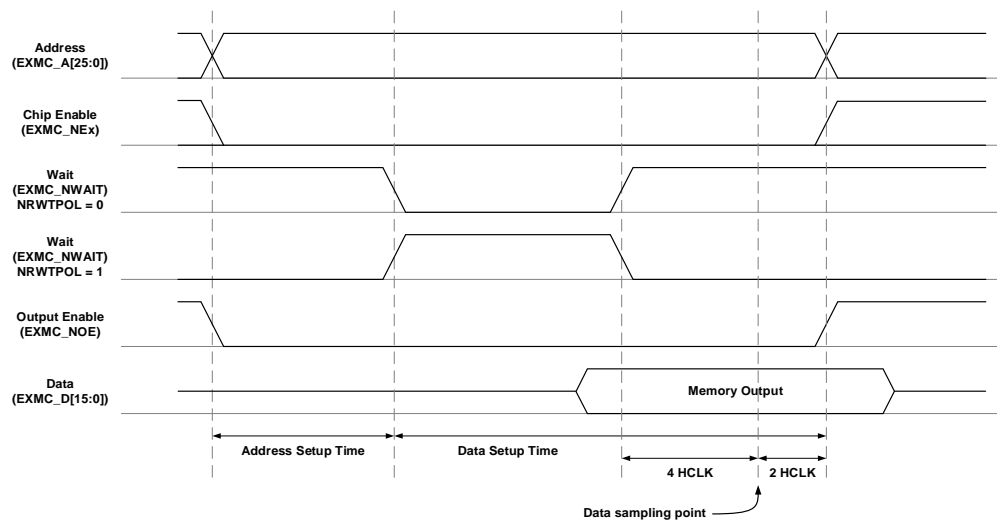 Address
(EXMC_A[25:0])
Chip Enable
(EXMC_NEx)
Wait
(EXMC_NWAIT)
NRWTPOL = 0
Wait
(EXMC_NWAIT)
NRWTPOL = 1
Output Enable
(EXMC_NOE)
Data
(EXMC_D[15:0])
Memory Output
Address Setup Time
Data Setup Time
4 HCLK
2 HCLK
Data sampling point